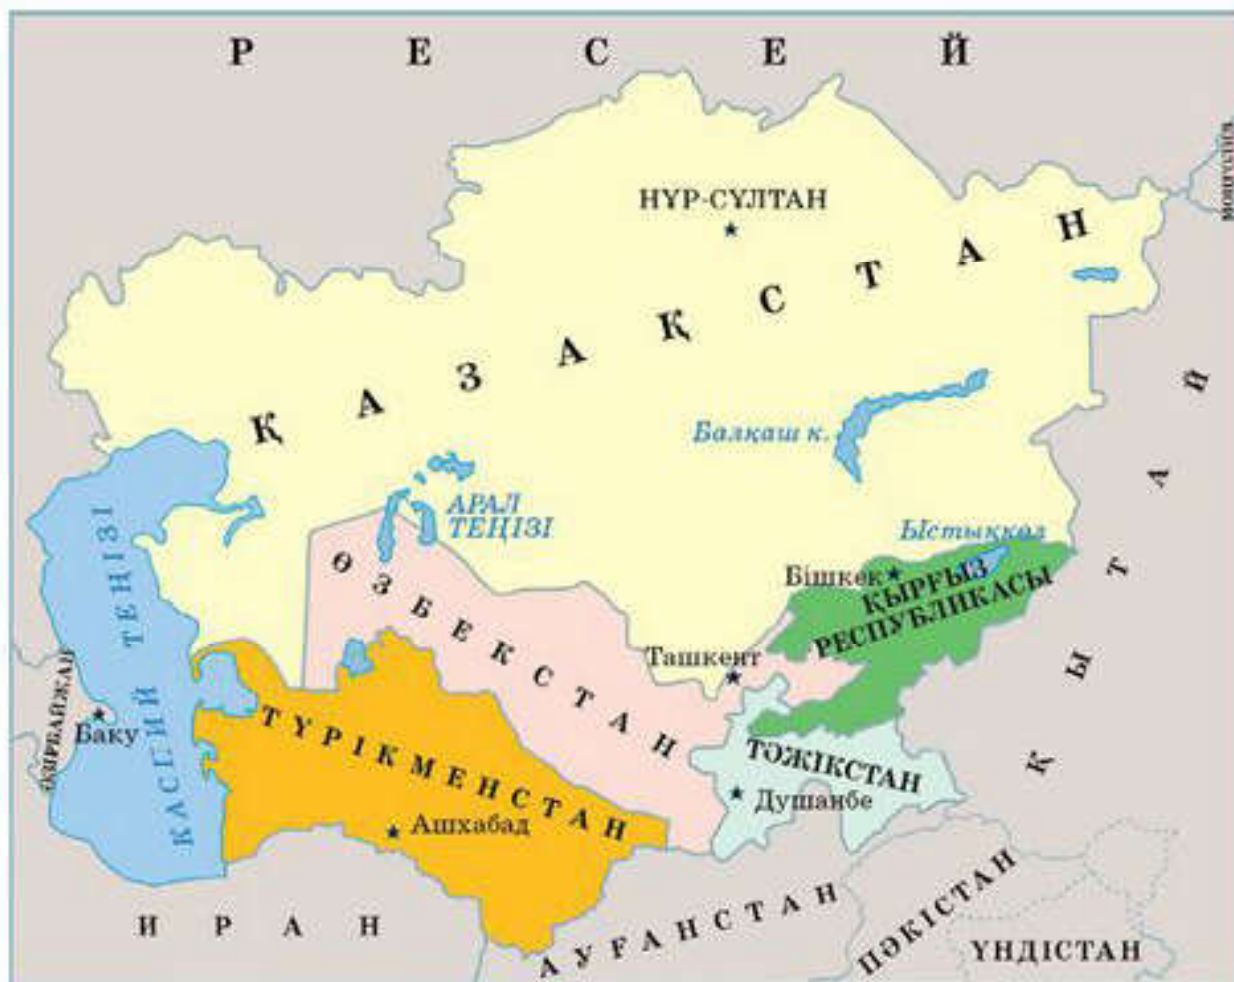 РЕСЕЙ
МОНҒОЛИЯ
НҰР-СҰЛТАН
ҚАЗАҚСТАН
Балқаш к.
АРАЛ
ТЕҢІЗІ
Ыстықкөл
Бішкек
ҚЫРҒЫЗ
РЕСПУБЛИКАСЫ
ҚЫТАЙ
ӨЗБЕКСТАН
Ташкент
КАСПИЙ ТЕҢІЗІ
ӘЗІРБАЙЖАН
Баку
ТҮРІКМЕНСТАН
Ашхабад
ТӘЖІКСТАН
Душанбе
ИРАН
АУҒАНСТАН
ПӘКІСТАН
ҮНДІСТАН